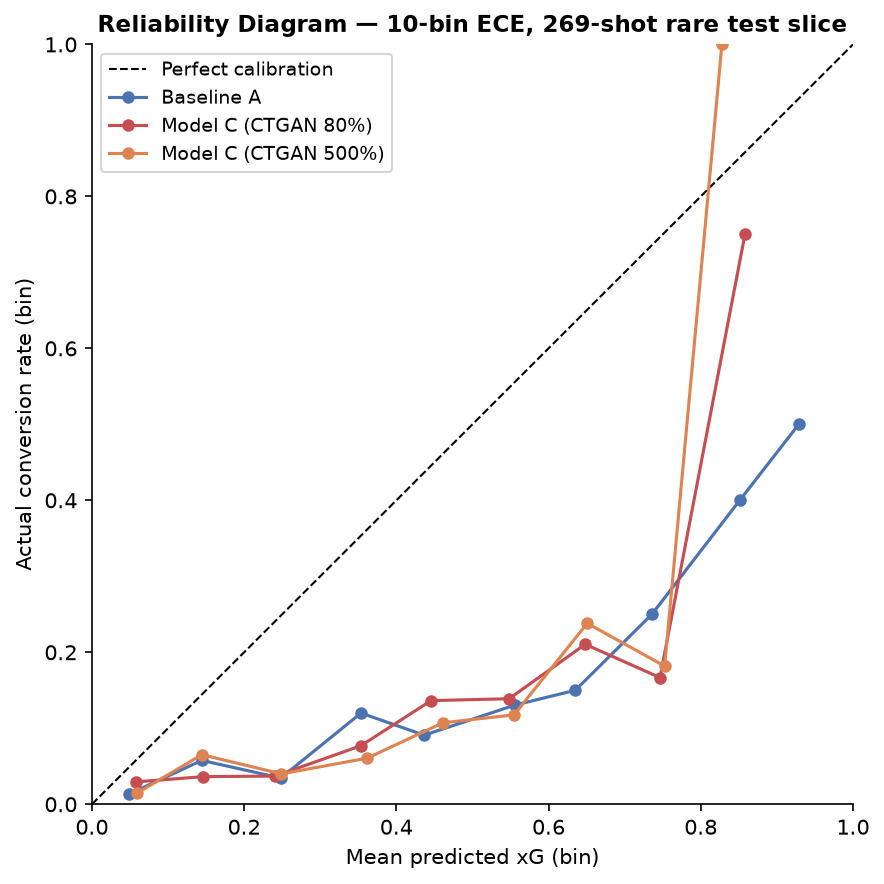 Reliability Diagram — 10-bin ECE, 269-shot rare test slice
Perfect calibration
Baseline A
Model C (CTGAN 80%)
Model C (CTGAN 500%)
Actual conversion rate (bin)
1.0
0.8
0.6
0.4
0.2
0.0
0.0 0.2 0.4 0.6 0.8 1.0
Mean predicted xG (bin)